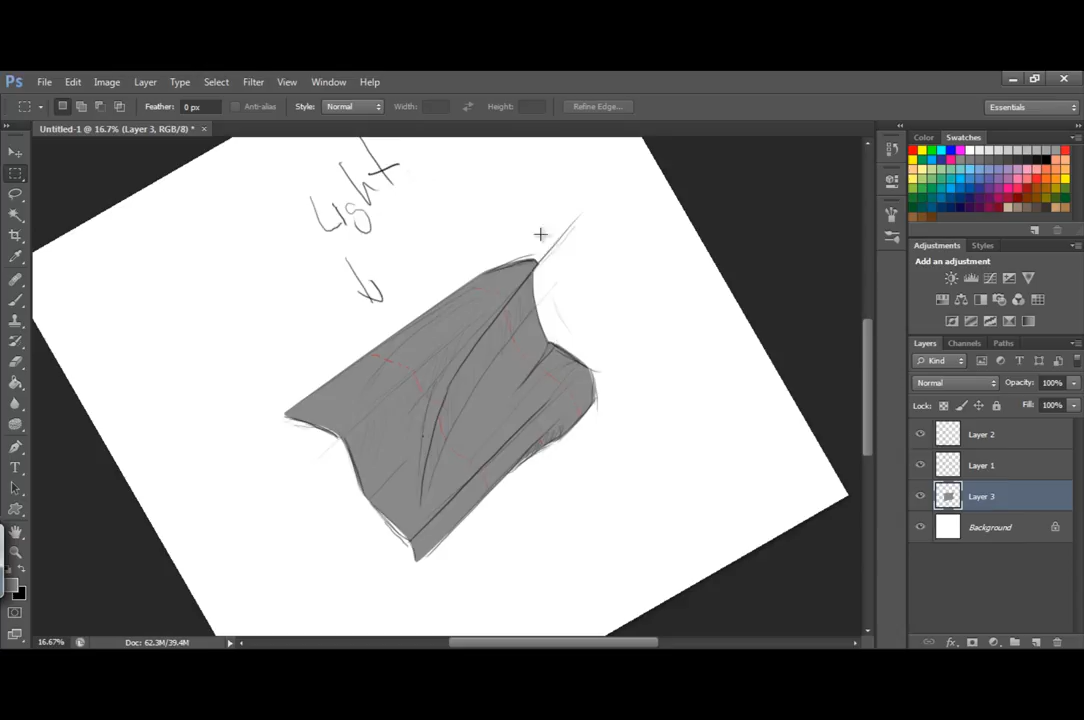 Ps File Edit Image Layer Type Select Filter View Window Help
Feather: 0 px Anti-alias Style: Normal Width: Height: Refine Edge... Essentials
Untitled-1 @ 16.7% (Layer 3, RGB/8) * ×
Color Swatches
Light
Adjustments Styles
Add an adjustment
Layers Channels Paths
Kind
Normal Opacity: 100%
Lock: Fill: 100%
Layer 2
Layer 1
Layer 3
Background
16.67% Doc: 62.3M/39.4M